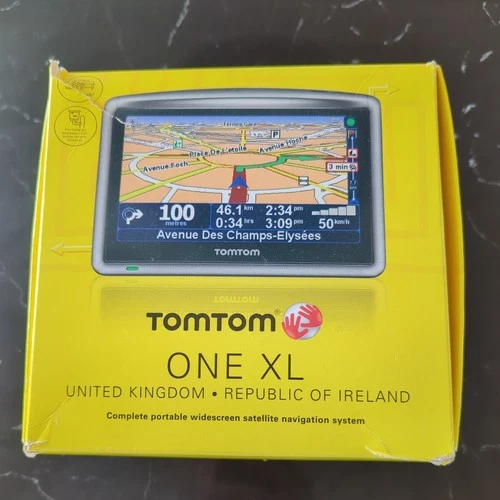 Place De L'etoile
Avenue Hoche
Avenue Foch
P
3 min
100
metres
46.1 km 2:34 pm
0:34 hrs 3:09 pm 50 km/h
Avenue Des Champs-Elysées
TOMTOM
TOMTOM
ONE XL
UNITED KINGDOM • REPUBLIC OF IRELAND
Complete portable widescreen satellite navigation system